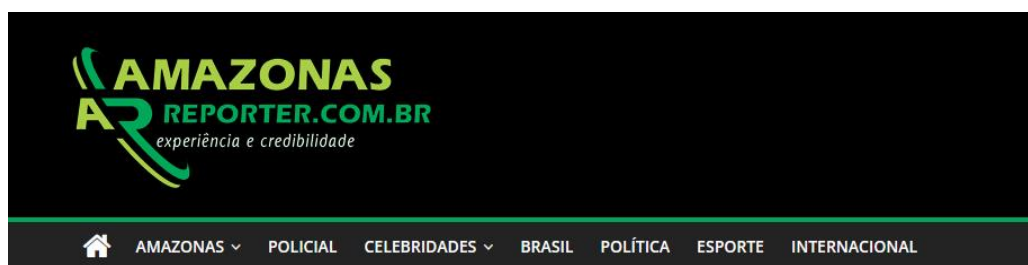 AMAZONAS
AR REPORTER.COM.BR
experiência e credibilidade
AMAZONAS POLICIAL CELEBRIDADES BRASIL POLÍTICA ESPORTE INTERNACIONAL